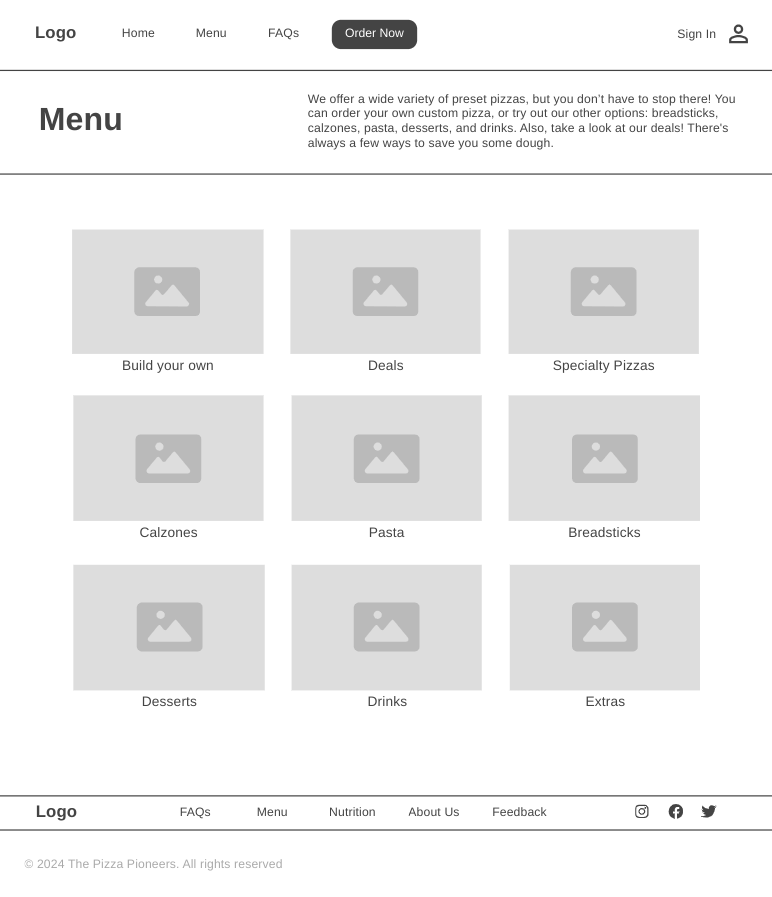 Logo Home Menu FAQs Order Now Sign In
Menu
We offer a wide variety of preset pizzas, but you don’t have to stop there! You
can order your own custom pizza, or try out our other options: breadsticks,
calzones, pasta, desserts, and drinks. Also, take a look at our deals! There's
always a few ways to save you some dough.
Build your own Deals Specialty Pizzas
Calzones Pasta Breadsticks
Desserts Drinks Extras
Logo FAQs Menu Nutrition About Us Feedback
© 2024 The Pizza Pioneers. All rights reserved